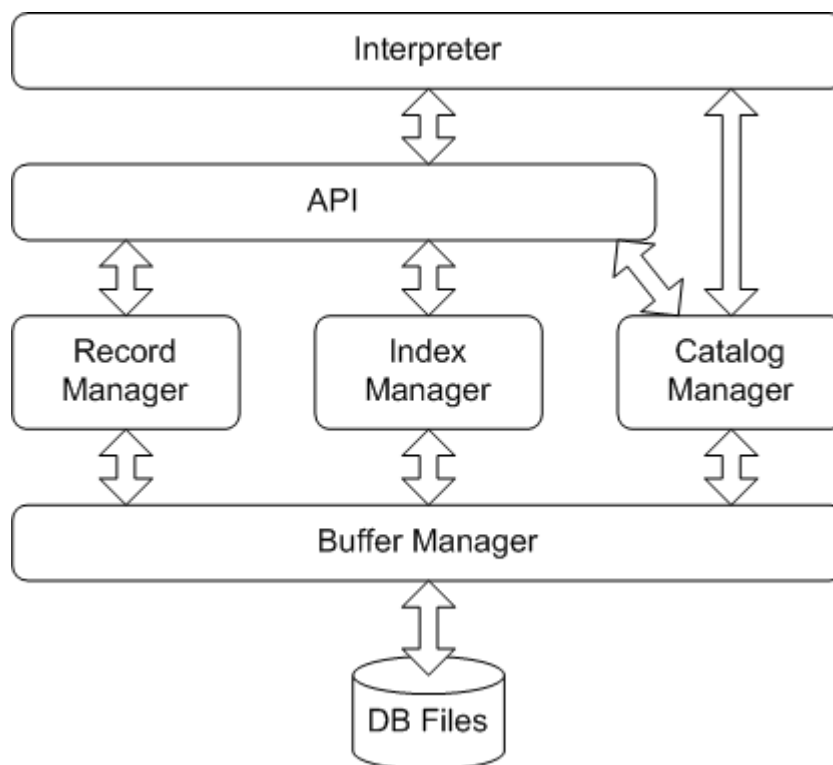 Interpreter
API
Record
Manager
Index
Manager
Catalog
Manager
Buffer Manager
DB Files